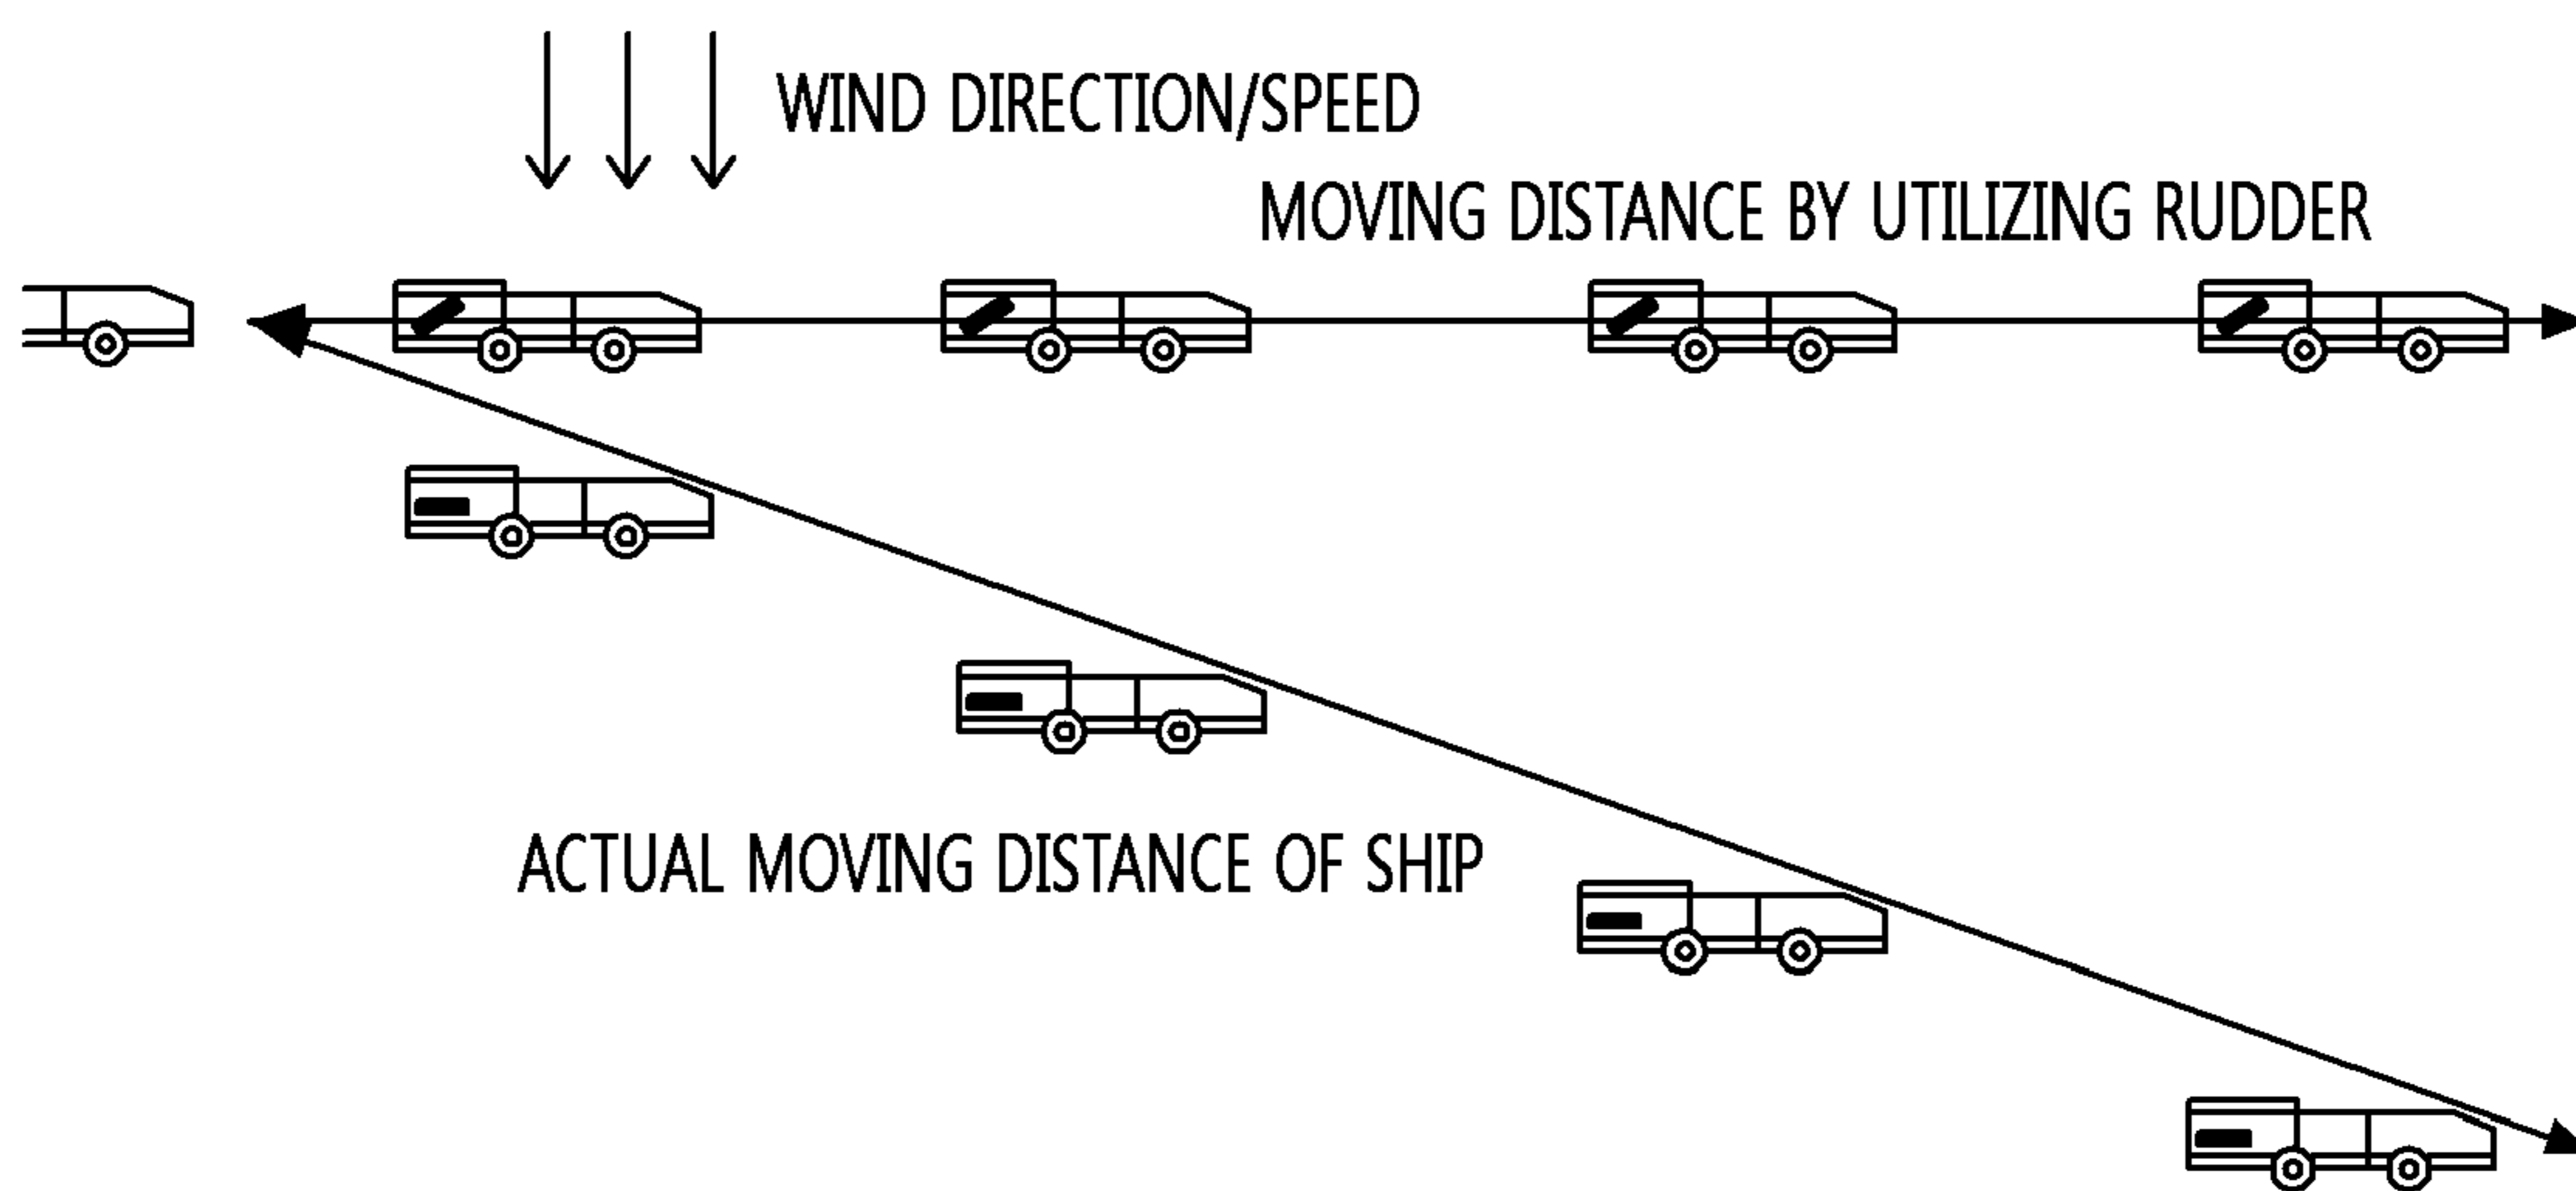 WIND DIRECTION/SPEED
MOVING DISTANCE BY UTILIZING RUDDER
ACTUAL MOVING DISTANCE OF SHIP